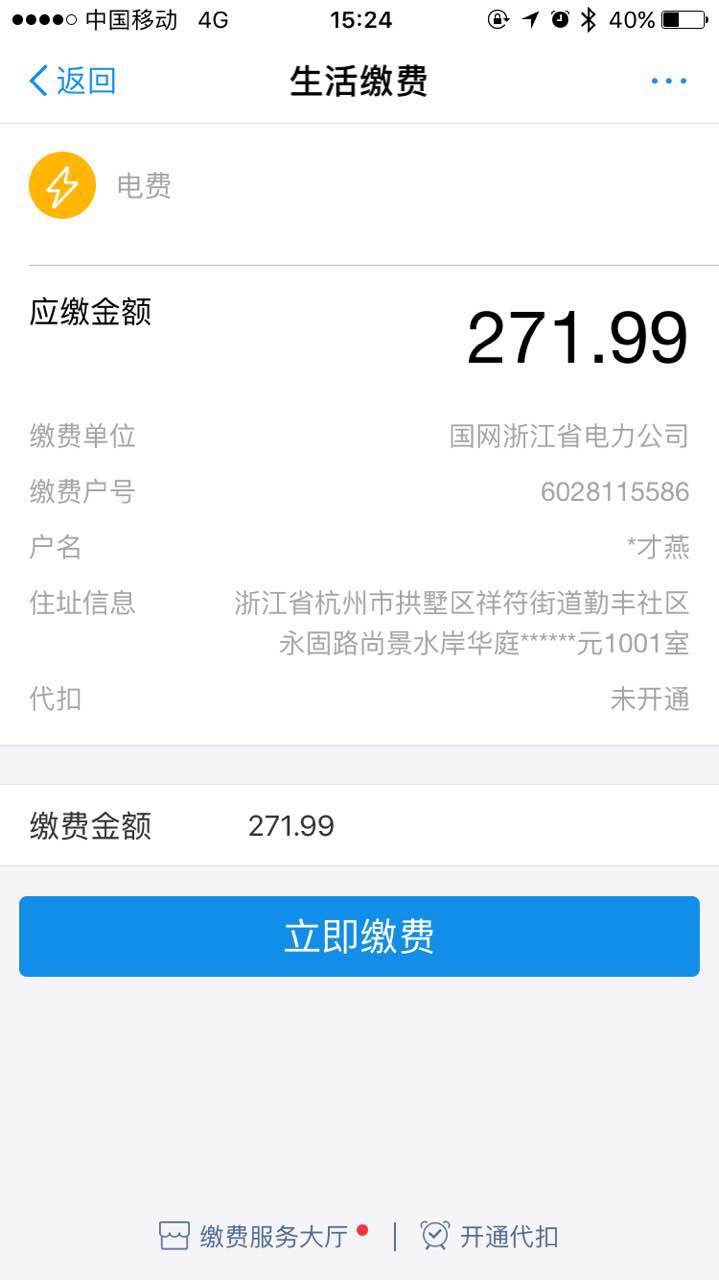 中国移动 4G 15:24 40%
返回 生活缴费
电费
应缴金额 271.99
缴费单位 国网浙江省电力公司
缴费户号 6028115586
户名 *才燕
住址信息 浙江省杭州市拱墅区祥符街道勤丰社区
永固路尚景水岸华庭******元1001室
代扣 未开通
缴费金额 271.99
立即缴费
缴费服务大厅 | 开通代扣